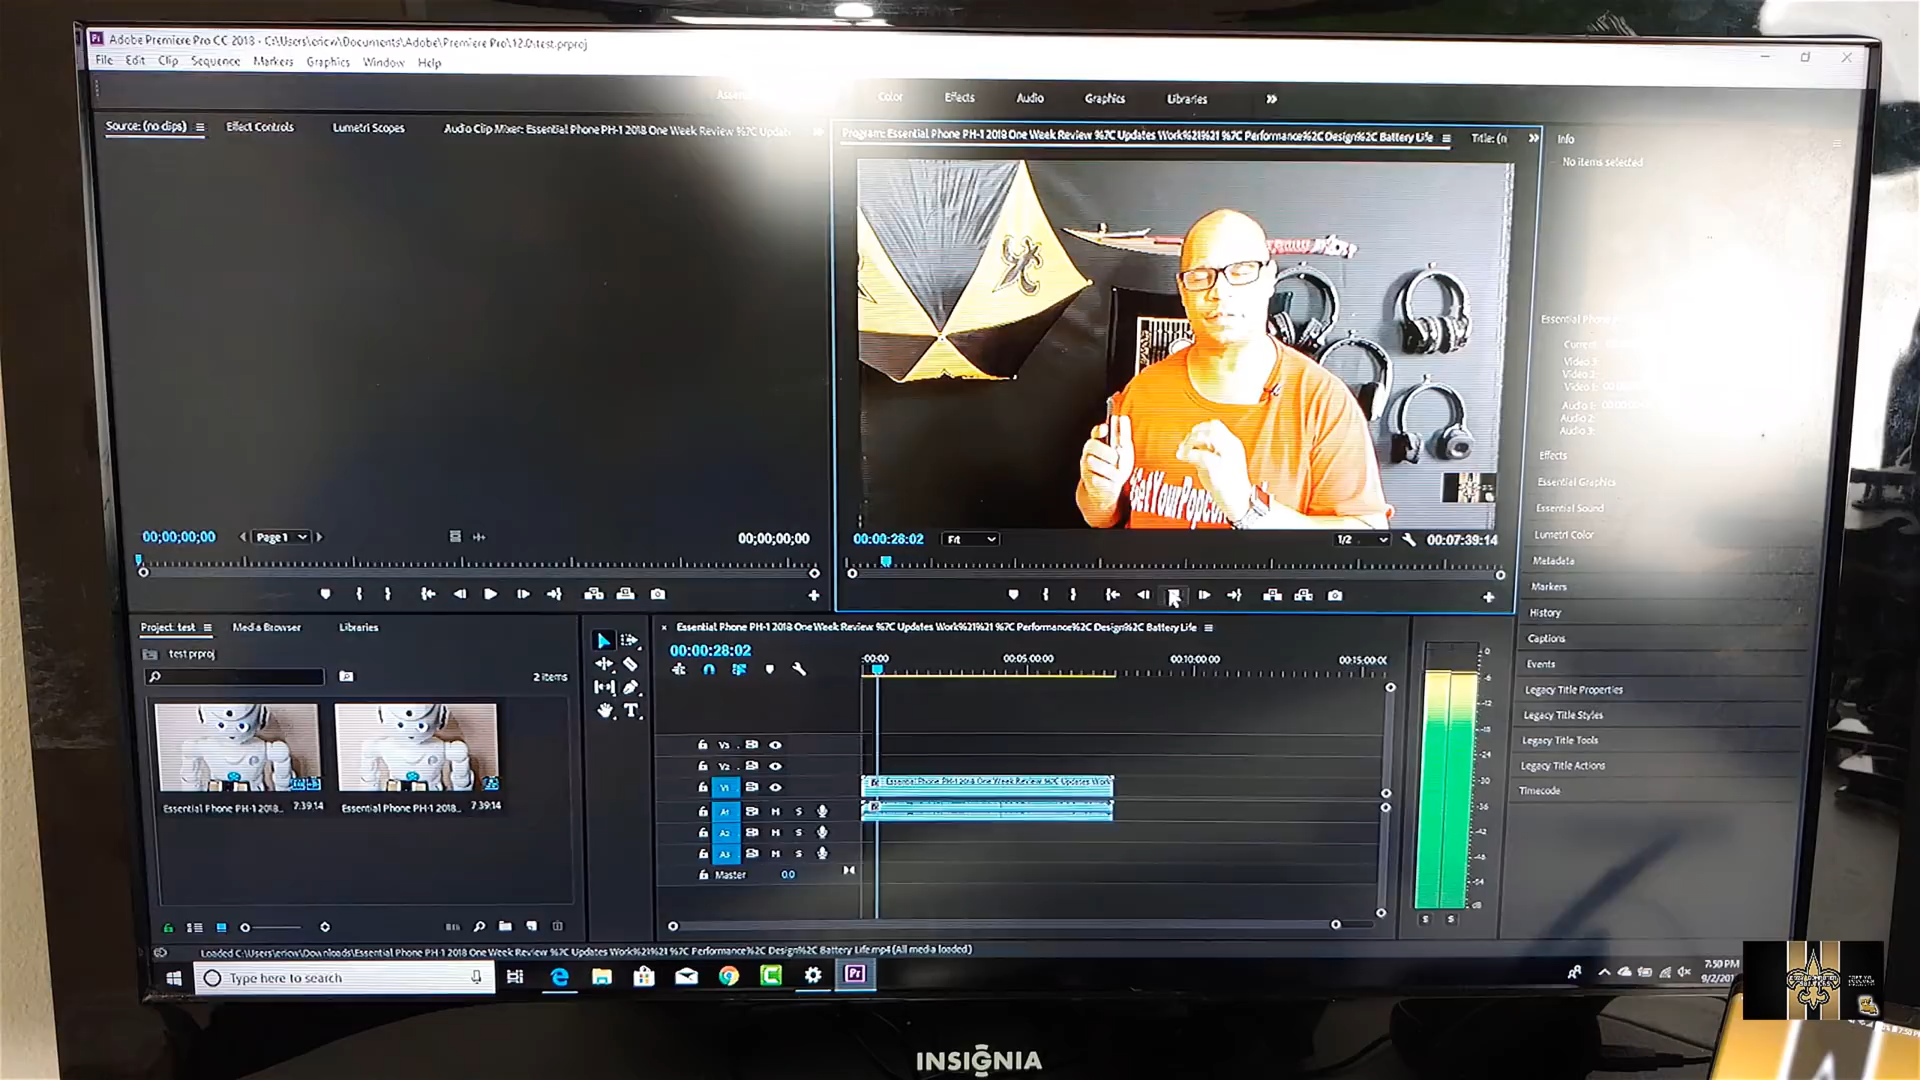 Adobe Premiere Pro CC 2018 - C:\Users\ericw\Documents\Adobe\Premiere Pro\12.0\test.prproj
File Edit Clip Sequence Markers Graphics Window Help
Color Effects Audio Graphics Libraries
Source: (no clips) Effect Controls Lumetri Scopes Audio Clip Mixer: Essential Phone PH-1 2018 One Week Review %7C Updat
Program: Essential Phone PH-1 2018 One Week Review %7C Updates Work%21%21 %7C Performance%2C Design%2C Battery Life Title: (n
Info
No items selected
Essential Phone
Video 3
Video 2
Video 1:
Audio 1:
Audio 2:
Audio 3:
Effects
Essential Graphics
Essential Sound
Lumetri Color
Metadata
Markers
History
Captions
Events
Legacy Title Properties
Legacy Title Styles
Legacy Title Tools
Legacy Title Actions
Timecode
00;00;00;00 Page 1 00;00;00;00
00:00:28:02 Fit 1/2 00:07:39:14
Project: test Media Browser Libraries
test.prproj
2 items
Essential Phone PH-1 2018... 7:39:14
Essential Phone PH-1 2018... 7:39:14
Essential Phone PH-1 2018 One Week Review %7C Updates Work%21%21 %7C Performance%2C Design%2C Battery Life
00:00:28:02
:00:00 00:05:00:00 00:10:00:00 00:15:00:0
V3
V2
V1 Essential Phone PH-1 2018 One Week Review %7C Updates Work
A1 M S
A2 M S
A3 M S
Master 0.0
0
-6
-12
-24
-30
-36
-42
-48
-54
dB
S S
Loaded C:\Users\ericw\Downloads\Essential Phone PH-1 2018 One Week Review %7C Updates Work%21%21 %7C Performance%2C Design%2C Battery Life.mp4 (All media loaded)
Type here to search
Pr
7:50 PM
INSIGNIA